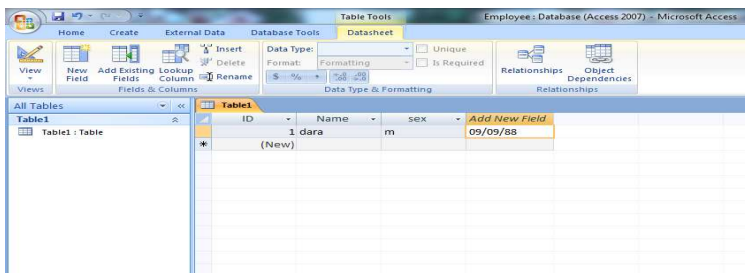 Table Tools
Employee : Database (Access 2007) - Microsoft Access
Home Create External Data Database Tools Datasheet
View
New Field
Add Existing Fields
Lookup Column
Insert
Delete
Rename
Data Type:
Format: Formatting
$ %
Unique
Is Required
Relationships
Object Dependencies
Views Fields & Columns Data Type & Formatting Relationships
All Tables
Table1
Table1 : Table
Table1
ID Name sex Add New Field
1 dara m 09/09/88
* (New)